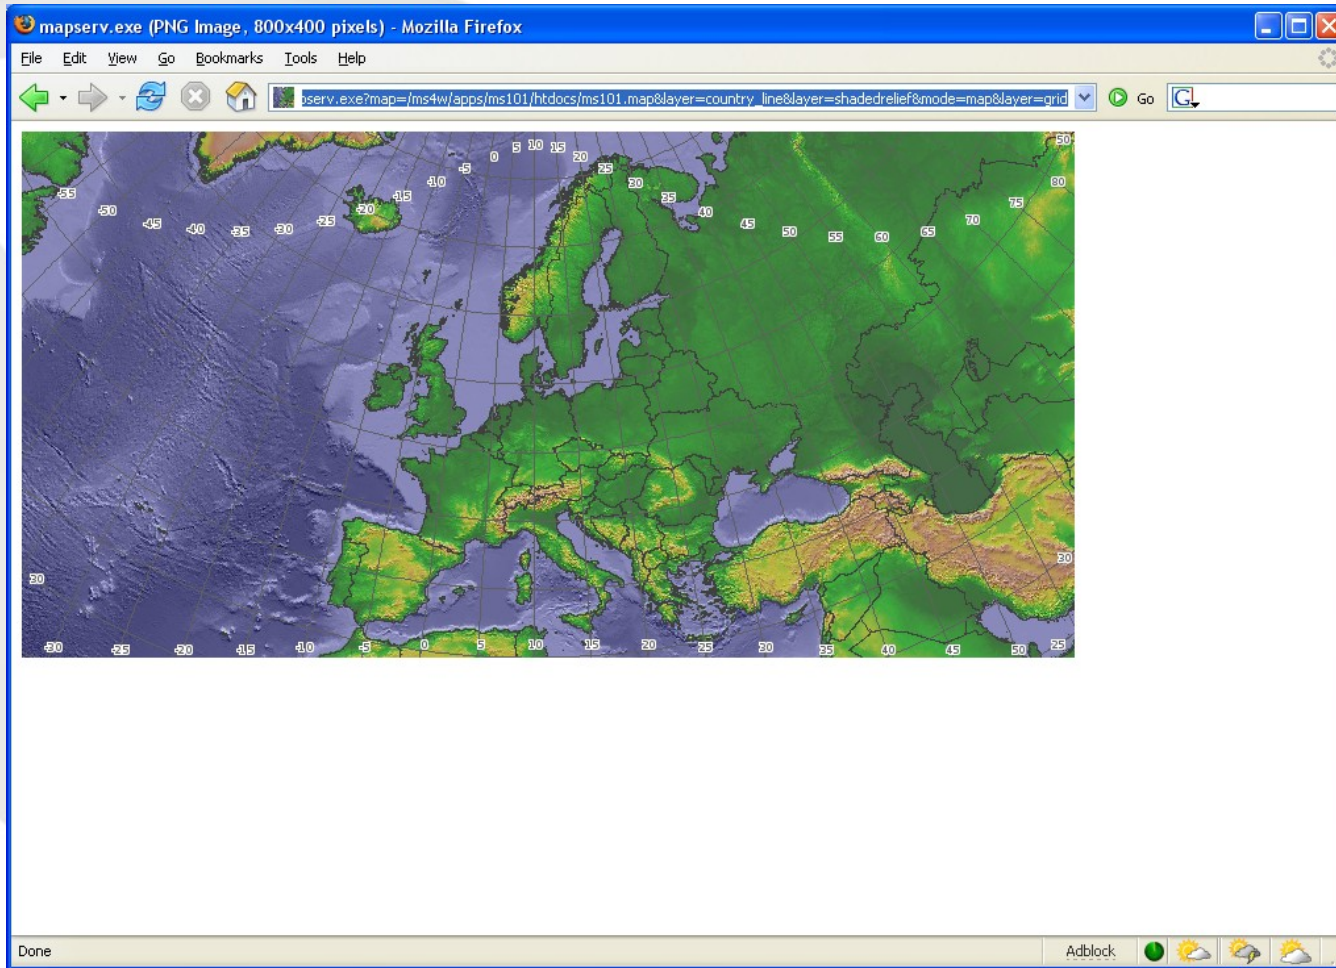 mapserv.exe (PNG Image, 800x400 pixels) - Mozilla Firefox
File Edit View Go Bookmarks Tools Help
pserv.exe?map=/ms4w/apps/ms101/htdocs/ms101.map&layer=country_line&layer=shadedrelief&mode=map&layer=grid Go G
-55 -50 -45 -40 -35 -30 -25 -20 -15 -10 -5 0 5 10 15 20 25 30 35 40 45 50 55 60 65 70 75 80 50
30 30
-30 -25 -20 -15 -10 -5 0 5 10 15 20 30 35 40 45 50 25
Done Adblock